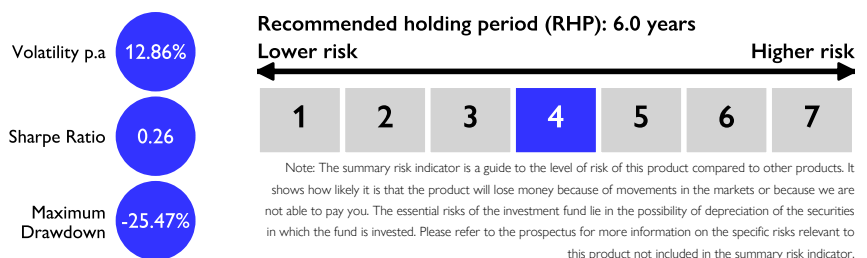 Volatility p.a
12.86%
Sharpe Ratio
0.26
Maximum
Drawdown
-25.47%
Recommended holding period (RHP): 6.0 years
Lower risk
Higher risk
1 2 3 4 5 6 7
Note: The summary risk indicator is a guide to the level of risk of this product compared to other products. It
shows how likely it is that the product will lose money because of movements in the markets or because we are
not able to pay you. The essential risks of the investment fund lie in the possibility of depreciation of the securities
in which the fund is invested. Please refer to the prospectus for more information on the specific risks relevant to
this product not included in the summary risk indicator.